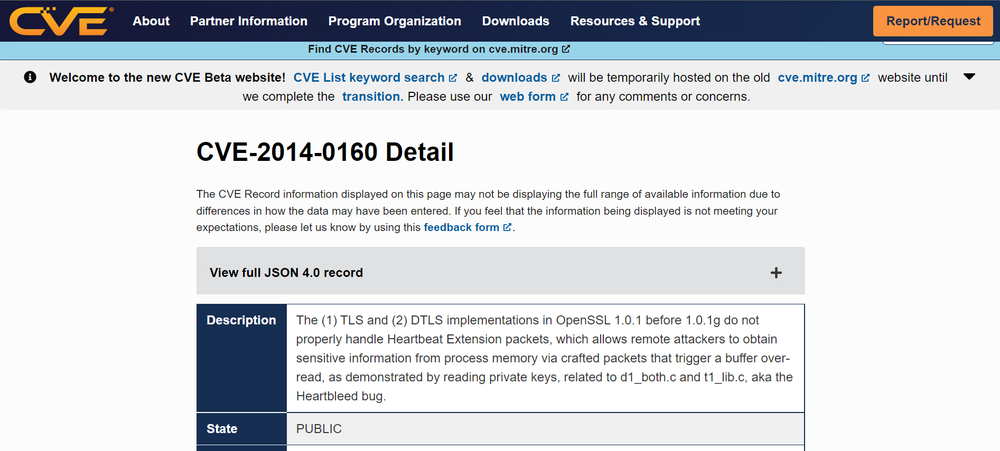 CVE®
About Partner Information Program Organization Downloads Resources & Support Report/Request
Find CVE Records by keyword on cve.mitre.org
Welcome to the new CVE Beta website! CVE List keyword search & downloads will be temporarily hosted on the old cve.mitre.org website until
we complete the transition. Please use our web form for any comments or concerns.
CVE-2014-0160 Detail
The CVE Record information displayed on this page may not be displaying the full range of available information due to
differences in how the data may have been entered. If you feel that the information being displayed is not meeting your
expectations, please let us know by using this feedback form.
View full JSON 4.0 record
Description
The (1) TLS and (2) DTLS implementations in OpenSSL 1.0.1 before 1.0.1g do not
properly handle Heartbeat Extension packets, which allows remote attackers to obtain
sensitive information from process memory via crafted packets that trigger a buffer over-
read, as demonstrated by reading private keys, related to d1_both.c and t1_lib.c, aka the
Heartbleed bug.
State
PUBLIC